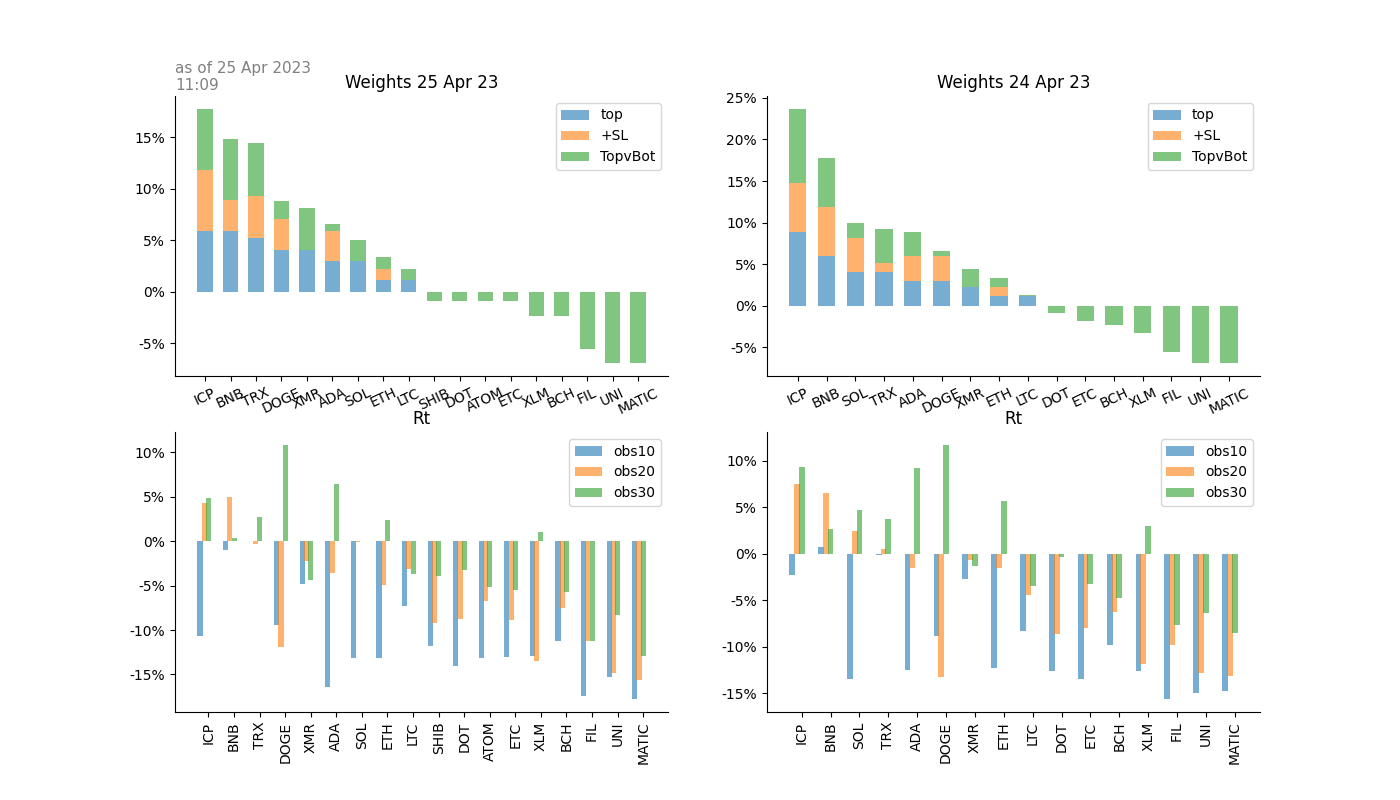 as of 25 Apr 2023
11:09
Weights 25 Apr 23
15%
10%
5%
0%
-5%
top
+SL
TopvBot
ICP BNB TRX DOGE XMR ADA SOL ETH LTC SHIB DOT ATOM ETC XLM BCH FIL UNI MATIC
Weights 24 Apr 23
25%
20%
15%
10%
5%
0%
-5%
top
+SL
TopvBot
ICP BNB SOL TRX ADA DOGE XMR ETH LTC DOT ETC BCH XLM FIL UNI MATIC
Rt
10%
5%
0%
-5%
-10%
-15%
obs10
obs20
obs30
ICP BNB TRX DOGE XMR ADA SOL ETH LTC SHIB DOT ATOM ETC XLM BCH FIL UNI MATIC
Rt
10%
5%
0%
-5%
-10%
-15%
obs10
obs20
obs30
ICP BNB SOL TRX ADA DOGE XMR ETH LTC DOT ETC BCH XLM FIL UNI MATIC